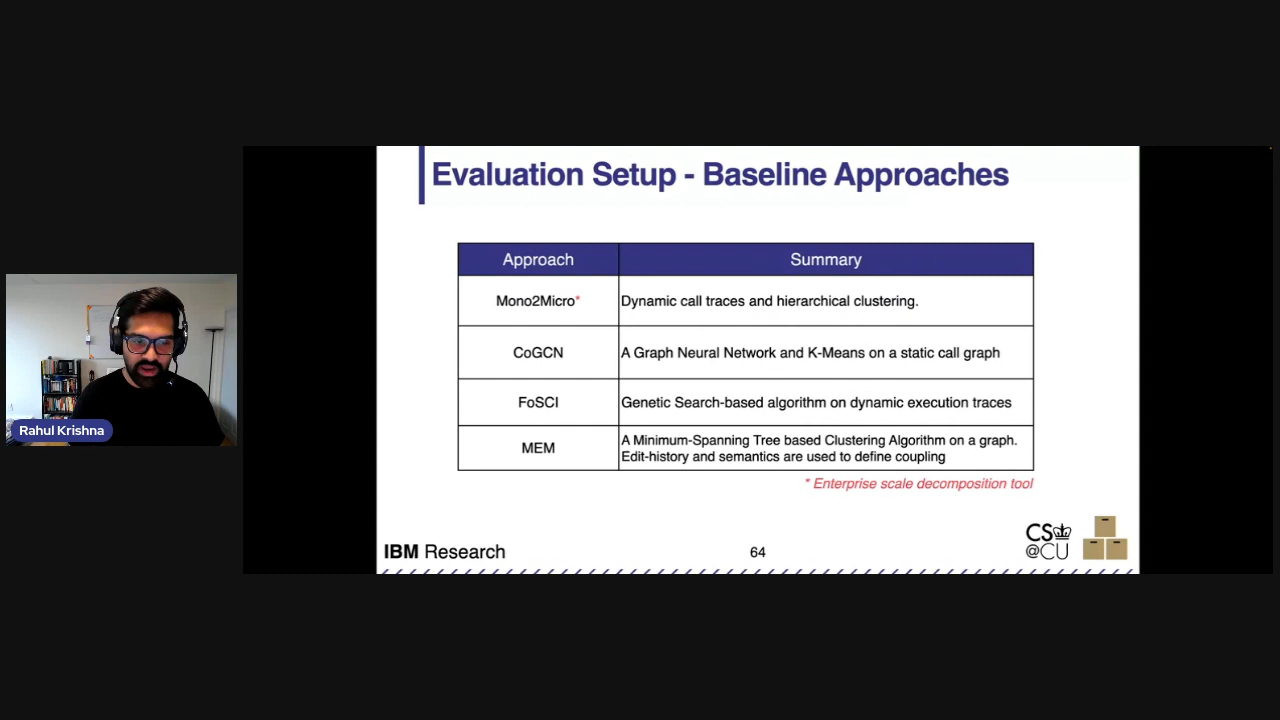 Evaluation Setup - Baseline Approaches
Approach
Summary
Mono2Micro*
Dynamic call traces and hierarchical clustering.
CoGCN
A Graph Neural Network and K-Means on a static call graph
FoSCI
Genetic Search-based algorithm on dynamic execution traces
MEM
A Minimum-Spanning Tree based Clustering Algorithm on a graph.
Edit-history and semantics are used to define coupling
* Enterprise scale decomposition tool
Rahul Krishna
IBM Research
64
CS
@CU